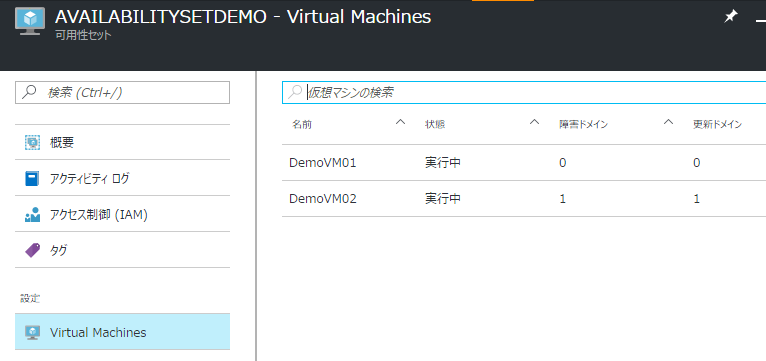 AVAILABILITYSETDEMO - Virtual Machines
可用性セット
検索 (Ctrl+/)
概要
アクティビティ ログ
アクセス制御 (IAM)
タグ
設定
Virtual Machines
仮想マシンの検索
名前 状態 障害ドメイン 更新ドメイン
DemoVM01 実行中 0 0
DemoVM02 実行中 1 1